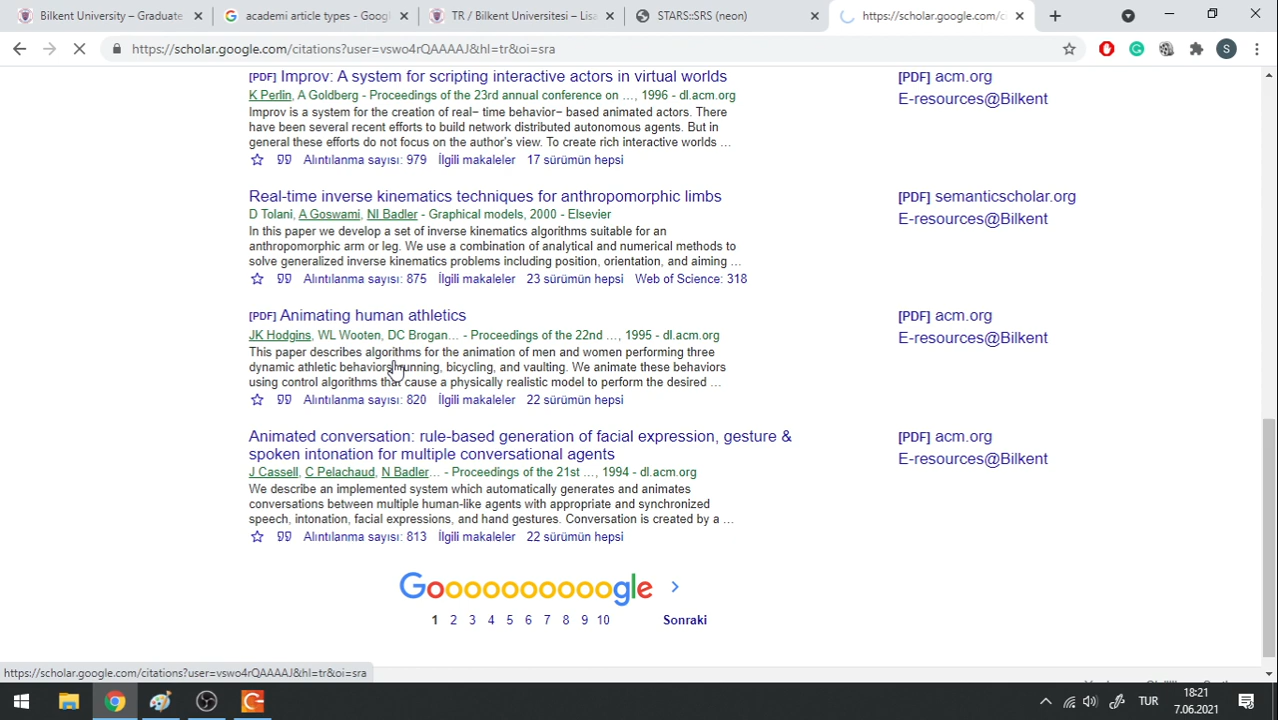 Bilkent University – Graduate
academi article types - Goog
TR / Bilkent Universitesi – Lisa
STARS::SRS (neon)
https://scholar.google.com/c
https://scholar.google.com/citations?user=vswo4rQAAAAJ&hl=tr&oi=sra
[PDF] Improv: A system for scripting interactive actors in virtual worlds
[PDF] acm.org
K Perlin, A Goldberg - Proceedings of the 23rd annual conference on …, 1996 - dl.acm.org
E-resources@Bilkent
Improv is a system for the creation of real− time behavior− based animated actors. There
have been several recent efforts to build network distributed autonomous agents. But in
general these efforts do not focus on the author's view. To create rich interactive worlds ...
Alıntılanma sayısı: 979 İlgili makaleler 17 sürümün hepsi
Real-time inverse kinematics techniques for anthropomorphic limbs
[PDF] semanticscholar.org
D Tolani, A Goswami, NI Badler - Graphical models, 2000 - Elsevier
E-resources@Bilkent
In this paper we develop a set of inverse kinematics algorithms suitable for an
anthropomorphic arm or leg. We use a combination of analytical and numerical methods to
solve generalized inverse kinematics problems including position, orientation, and aiming ...
Alıntılanma sayısı: 875 İlgili makaleler 23 sürümün hepsi Web of Science: 318
[PDF] Animating human athletics
[PDF] acm.org
JK Hodgins, WL Wooten, DC Brogan… - Proceedings of the 22nd …, 1995 - dl.acm.org
E-resources@Bilkent
This paper describes algorithms for the animation of men and women performing three
dynamic athletic behaviors: running, bicycling, and vaulting. We animate these behaviors
using control algorithms that cause a physically realistic model to perform the desired ...
Alıntılanma sayısı: 820 İlgili makaleler 22 sürümün hepsi
Animated conversation: rule-based generation of facial expression, gesture &
[PDF] acm.org
spoken intonation for multiple conversational agents
E-resources@Bilkent
J Cassell, C Pelachaud, N Badler… - Proceedings of the 21st …, 1994 - dl.acm.org
We describe an implemented system which automatically generates and animates
conversations between multiple human-like agents with appropriate and synchronized
speech, intonation, facial expressions, and hand gestures. Conversation is created by a ...
Alıntılanma sayısı: 813 İlgili makaleler 22 sürümün hepsi
Goooooooooogle
1 2 3 4 5 6 7 8 9 10 Sonraki
https://scholar.google.com/citations?user=vswo4rQAAAAJ&hl=tr&oi=sra
TUR
18:21
7.06.2021